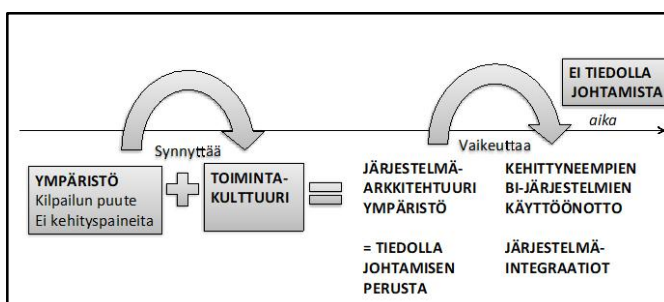 EI TIEDOLLA
JOHTAMISTA
aika
Synnyttää
Vaikeuttaa
YMPÄRISTÖ
Kilpailun puute
Ei kehityspaineita
TOIMINTA-
KULTTUURI
JÄRJESTELMÄ-
ARKKITEHTUURI
YMPÄRISTÖ
= TIEDOLLA
JOHTAMISEN
PERUSTA
KEHITTYNEEMPIEN
BI-JÄRJESTELMIEN
KÄYTTÖÖNOTTO
JÄRJESTELMÄ-
INTEGRAATIOT